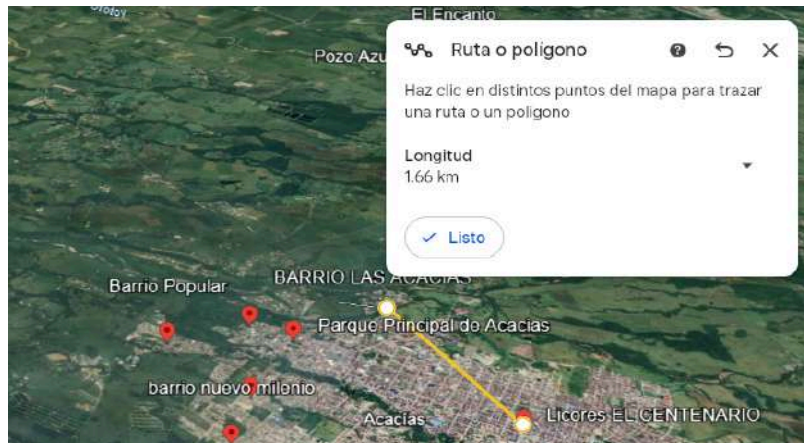 Ototoy
El Encanto
Pozo Azu
Ruta o polígono
Haz clic en distintos puntos del mapa para trazar
una ruta o un polígono
Longitud
1.66 km
Listo
BARRIO LAS ACACIAS
Barrio Popular
Parque Principal de Acacias
barrio nuevo milenio
Acacías
Licores EL CENTENARIO